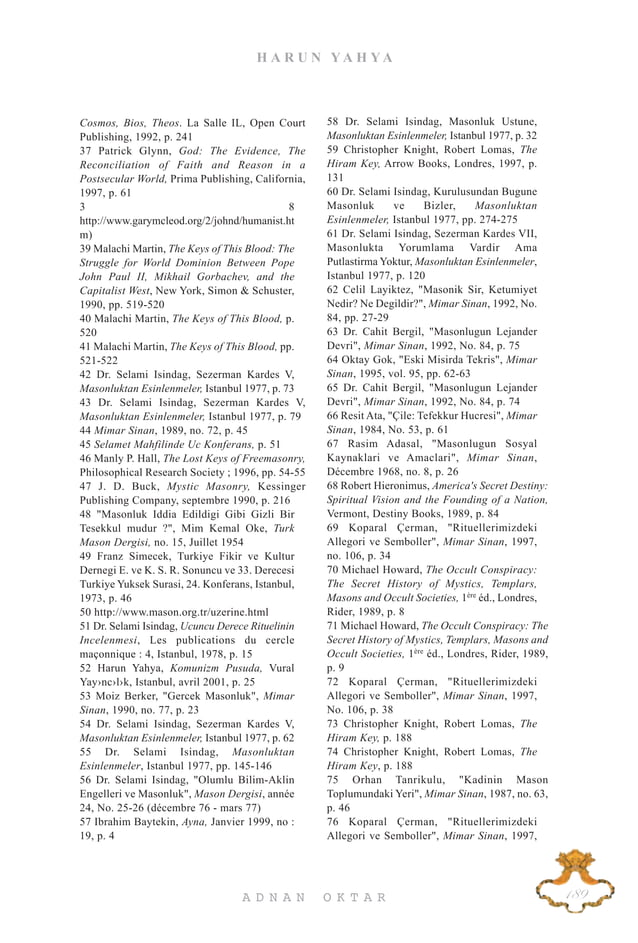 HARUN YAHYA
Cosmos, Bios, Theos. La Salle IL, Open Court
Publishing, 1992, p. 241
37 Patrick Glynn, God: The Evidence, The
Reconciliation of Faith and Reason in a
Postsecular World, Prima Publishing, California,
1997, p. 61
3 8
http://www.garymcleod.org/2/johnd/humanist.ht
m)
39 Malachi Martin, The Keys of This Blood: The
Struggle for World Dominion Between Pope
John Paul II, Mikhail Gorbachev, and the
Capitalist West, New York, Simon & Schuster,
1990, pp. 519-520
40 Malachi Martin, The Keys of This Blood, p.
520
41 Malachi Martin, The Keys of This Blood, pp.
521-522
42 Dr. Selami Isindag, Sezerman Kardes V,
Masonluktan Esinlenmeler, Istanbul 1977, p. 73
43 Dr. Selami Isindag, Sezerman Kardes V,
Masonluktan Esinlenmeler, Istanbul 1977, p. 79
44 Mimar Sinan, 1989, no. 72, p. 45
45 Selamet Mahfilinde Uc Konferans, p. 51
46 Manly P. Hall, The Lost Keys of Freemasonry,
Philosophical Research Society ; 1996, pp. 54-55
47 J. D. Buck, Mystic Masonry, Kessinger
Publishing Company, septembre 1990, p. 216
48 "Masonluk Iddia Edildigi Gibi Gizli Bir
Tesekkul mudur ?", Mim Kemal Oke, Turk
Mason Dergisi, no. 15, Juillet 1954
49 Franz Simecek, Turkiye Fikir ve Kultur
Dernegi E. ve K. S. R. Sonuncu ve 33. Derecesi
Turkiye Yuksek Surasi, 24. Konferans, Istanbul,
1973, p. 46
50 http://www.mason.org.tr/uzerine.html
51 Dr. Selami Isindag, Ucuncu Derece Rituelinin
Incelenmesi, Les publications du cercle
maçonnique : 4, Istanbul, 1978, p. 15
52 Harun Yahya, Komunizm Pusuda, Vural
Yay›nc›l›k, Istanbul, avril 2001, p. 25
53 Moiz Berker, "Gercek Masonluk", Mimar
Sinan, 1990, no. 77, p. 23
54 Dr. Selami Isindag, Sezerman Kardes V,
Masonluktan Esinlenmeler, Istanbul 1977, p. 62
55 Dr. Selami Isindag, Masonluktan
Esinlenmeler, Istanbul 1977, pp. 145-146
56 Dr. Selami Isindag, "Olumlu Bilim-Aklin
Engelleri ve Masonluk", Mason Dergisi, année
24, No. 25-26 (décembre 76 - mars 77)
57 Ibrahim Baytekin, Ayna, Janvier 1999, no :
19, p. 4
58 Dr. Selami Isindag, Masonluk Ustune,
Masonluktan Esinlenmeler, Istanbul 1977, p. 32
59 Christopher Knight, Robert Lomas, The
Hiram Key, Arrow Books, Londres, 1997, p.
131
60 Dr. Selami Isindag, Kurulusundan Bugune
Masonluk ve Bizler, Masonluktan
Esinlenmeler, Istanbul 1977, pp. 274-275
61 Dr. Selami Isindag, Sezerman Kardes VII,
Masonlukta Yorumlama Vardir Ama
Putlastirma Yoktur, Masonluktan Esinlenmeler,
Istanbul 1977, p. 120
62 Celil Layiktez, "Masonik Sir, Ketumiyet
Nedir? Ne Degildir?", Mimar Sinan, 1992, No.
84, pp. 27-29
63 Dr. Cahit Bergil, "Masonlugun Lejander
Devri", Mimar Sinan, 1992, No. 84, p. 75
64 Oktay Gok, "Eski Misirda Tekris", Mimar
Sinan, 1995, vol. 95, pp. 62-63
65 Dr. Cahit Bergil, "Masonlugun Lejander
Devri", Mimar Sinan, 1992, No. 84, p. 74
66 Resit Ata, "Çile: Tefekkur Hucresi", Mimar
Sinan, 1984, No. 53, p. 61
67 Rasim Adasal, "Masonlugun Sosyal
Kaynaklari ve Amaclari", Mimar Sinan,
Décembre 1968, no. 8, p. 26
68 Robert Hieronimus, America's Secret Destiny:
Spiritual Vision and the Founding of a Nation,
Vermont, Destiny Books, 1989, p. 84
69 Koparal Çerman, "Rituellerimizdeki
Allegori ve Semboller", Mimar Sinan, 1997,
no. 106, p. 34
70 Michael Howard, The Occult Conspiracy:
The Secret History of Mystics, Templars,
Masons and Occult Societies, 1ère éd., Londres,
Rider, 1989, p. 8
71 Michael Howard, The Occult Conspiracy: The
Secret History of Mystics, Templars, Masons and
Occult Societies, 1ère éd., Londres, Rider, 1989,
p. 9
72 Koparal Çerman, "Rituellerimizdeki
Allegori ve Semboller", Mimar Sinan, 1997,
No. 106, p. 38
73 Christopher Knight, Robert Lomas, The
Hiram Key, p. 188
74 Christopher Knight, Robert Lomas, The
Hiram Key, p. 188
75 Orhan Tanrikulu, "Kadinin Mason
Toplumundaki Yeri", Mimar Sinan, 1987, no. 63,
p. 46
76 Koparal Çerman, "Rituellerimizdeki
Allegori ve Semboller", Mimar Sinan, 1997,
189
ADNAN OKTAR